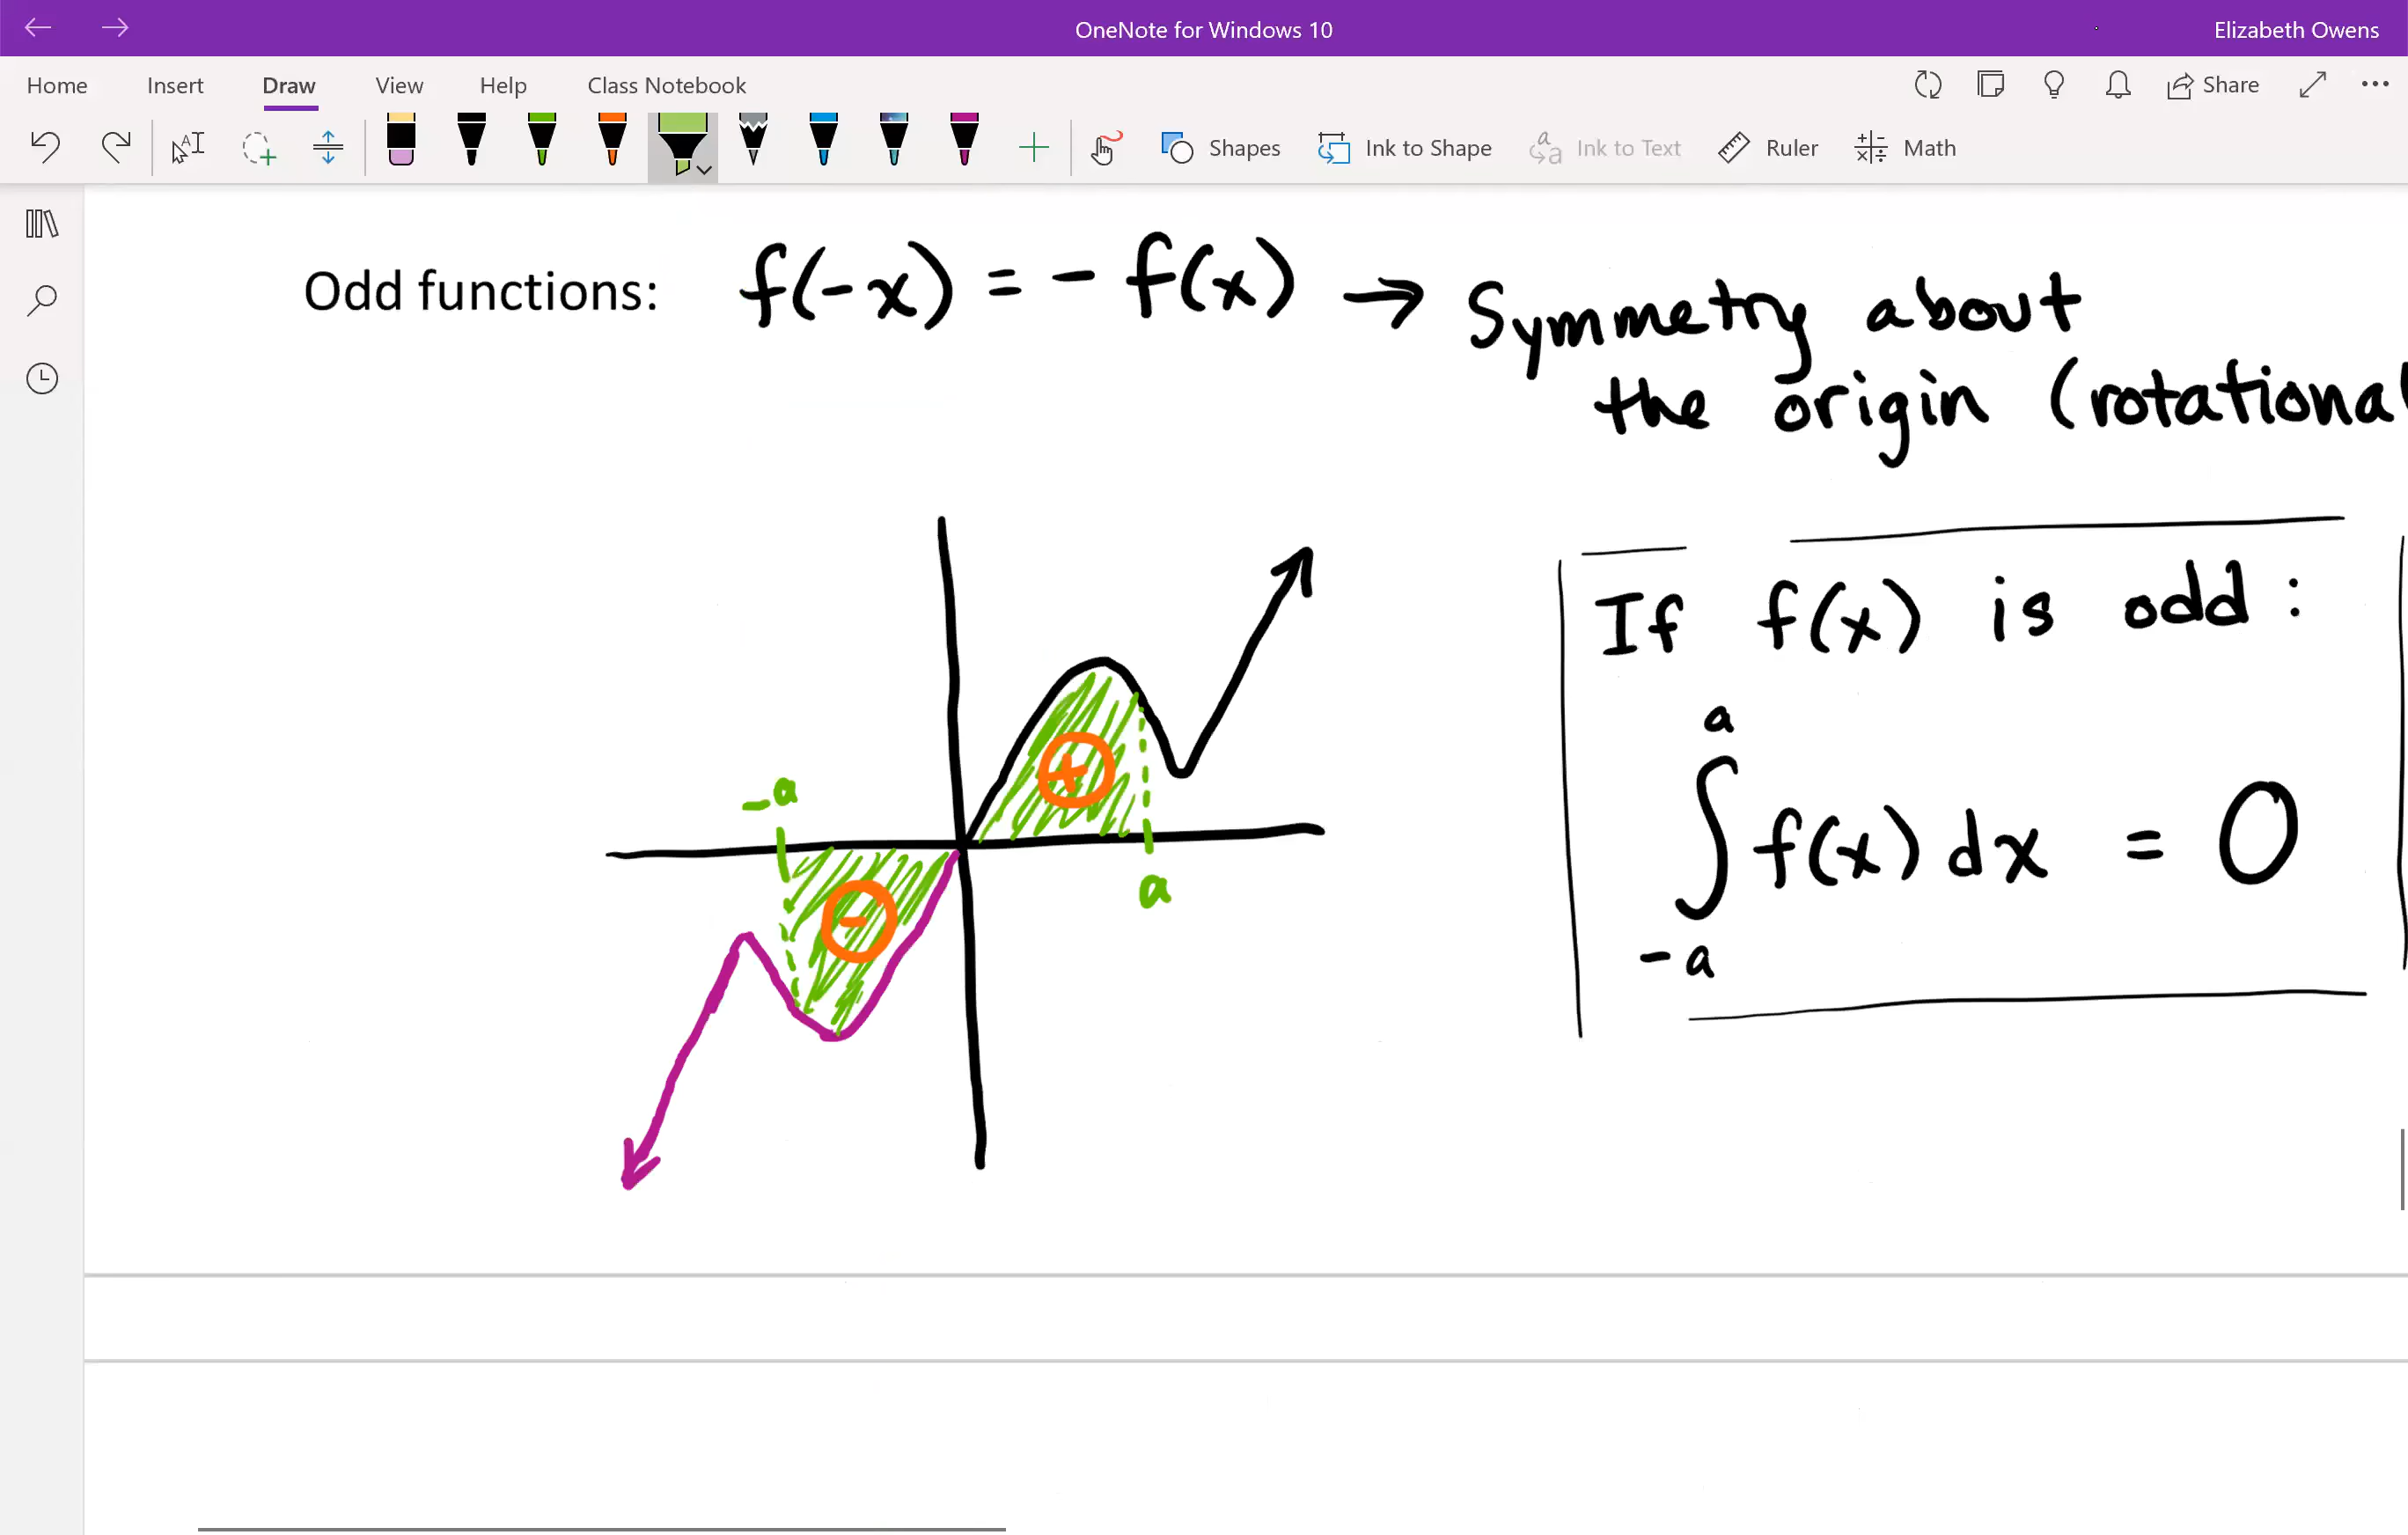 OneNote for Windows 10
Elizabeth Owens
Home Insert Draw View Help Class Notebook Share
Shapes Ink to Shape Ink to Text Ruler Math
Odd functions: f(-x) = - f(x) → Symmetry about
the origin (rotational
If f(x) is odd:
a
∫ f(x) dx = 0
-a
+
-a
-
a